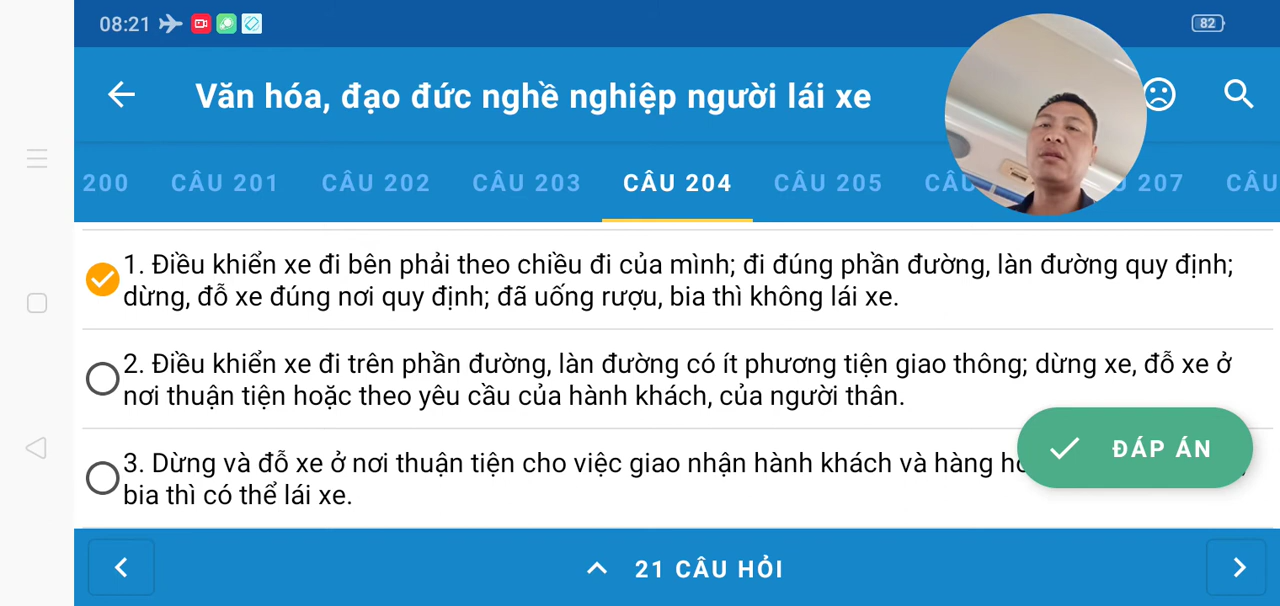 08:21
82
Văn hóa, đạo đức nghề nghiệp người lái xe
200 CÂU 201 CÂU 202 CÂU 203 CÂU 204 CÂU 205 207 CÂU
1. Điều khiển xe đi bên phải theo chiều đi của mình; đi đúng phần đường, làn đường quy định;
dừng, đỗ xe đúng nơi quy định; đã uống rượu, bia thì không lái xe.
2. Điều khiển xe đi trên phần đường, làn đường có ít phương tiện giao thông; dừng xe, đỗ xe ở
nơi thuận tiện hoặc theo yêu cầu của hành khách, của người thân.
3. Dừng và đỗ xe ở nơi thuận tiện cho việc giao nhận hành khách và hàng
bia thì có thể lái xe.
ĐÁP ÁN
21 CÂU HỎI